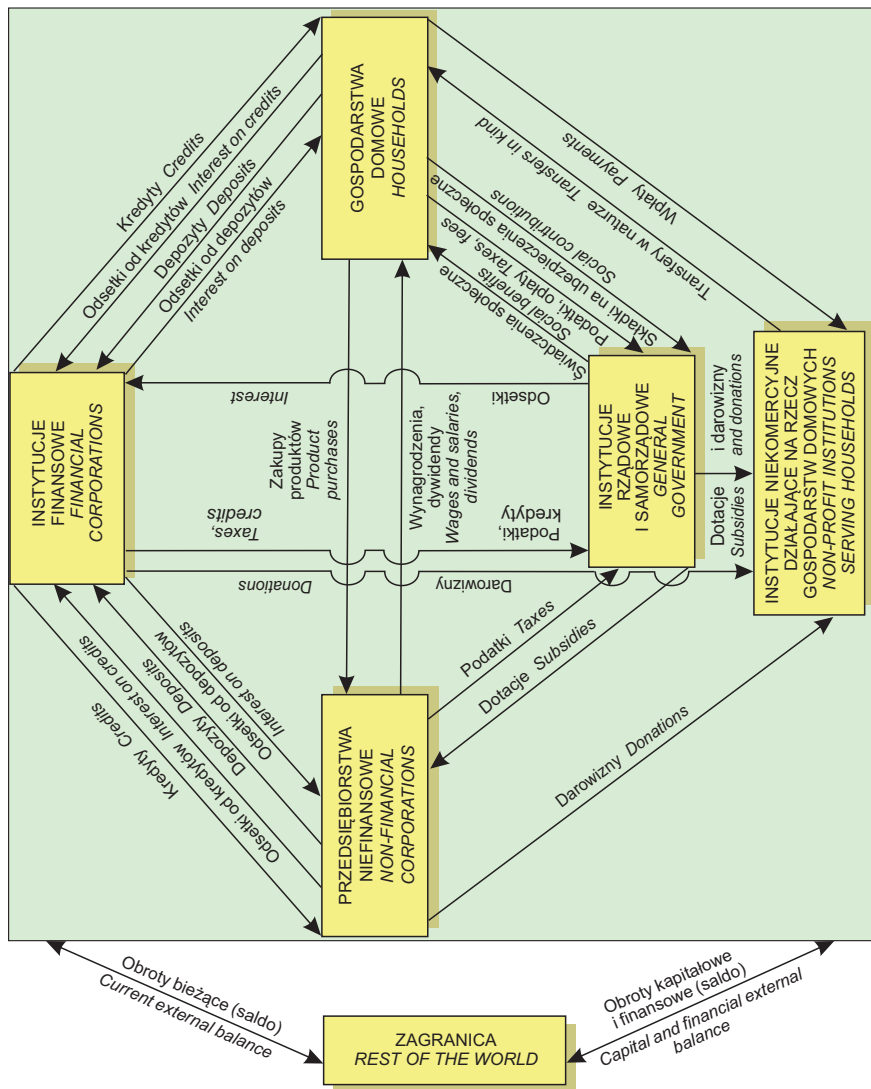 INSTYTUCJE
FINANSOWE
FINANCIAL
CORPORATIONS
GOSPODARSTWA
DOMOWE
HOUSEHOLDS
Kredyty Credits
Odsetki od kredytów Interest on credits
Depozyty Deposits
Odsetki od depozytów
Interest on deposits
Wpłaty Payments
Transfery w naturze Transfers in kind
Składki na ubezpieczenia społeczne
Social contributions
Podatki, opłaty Taxes, fees
Świadczenia społeczne
Social benefits
Odsetki
Interest
Zakupy
produktów
Product
purchases
Wynagrodzenia,
dywidendy
Wages and salaries,
dividends
Podatki,
kredyty
Taxes,
credits
Darowizny
Donations
INSTYTUCJE
RZĄDOWE
I SAMORZĄDOWE
GENERAL
GOVERNMENT
Dotacje
Subsidies
i darowizny
and donations
INSTYTUCJE NIEKOMERCYJNE
DZIAŁAJĄCE NA RZECZ
GOSPODARSTW DOMOWYCH
NON-PROFIT INSTITUTIONS
SERVING HOUSEHOLDS
Kredyty Credits
Odsetki od kredytów Interest on credits
Depozyty Deposits
Odsetki od depozytów
Interest on deposits
PRZEDSIĘBIORSTWA
NIEFINANSOWE
NON-FINANCIAL
CORPORATIONS
Podatki Taxes
Dotacje Subsidies
Darowizny Donations
Obroty bieżące (saldo)
Current external
balance
Obroty kapitałowe
i finansowe (saldo)
Capital and financial external
balance
ZAGRANICA
REST OF THE WORLD